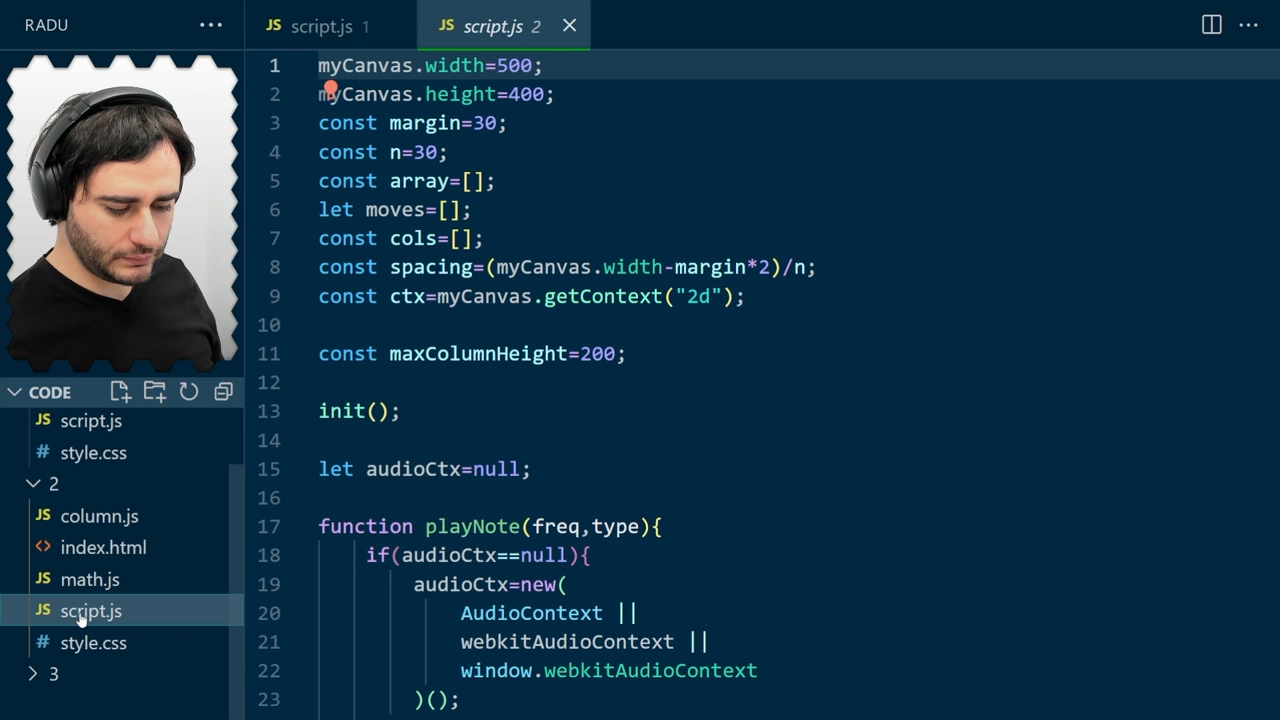 RADU
JS script.js 1
JS script.js 2
CODE
JS script.js
# style.css
2
JS column.js
<> index.html
JS math.js
JS script.js
# style.css
3
1 myCanvas.width=500;
2 myCanvas.height=400;
3 const margin=30;
4 const n=30;
5 const array=[];
6 let moves=[];
7 const cols=[];
8 const spacing=(myCanvas.width-margin*2)/n;
9 const ctx=myCanvas.getContext("2d");
10
11 const maxColumnHeight=200;
12
13 init();
14
15 let audioCtx=null;
16
17 function playNote(freq,type){
18 if(audioCtx==null){
19 audioCtx=new(
20 AudioContext ||
21 webkitAudioContext ||
22 window.webkitAudioContext
23 )();